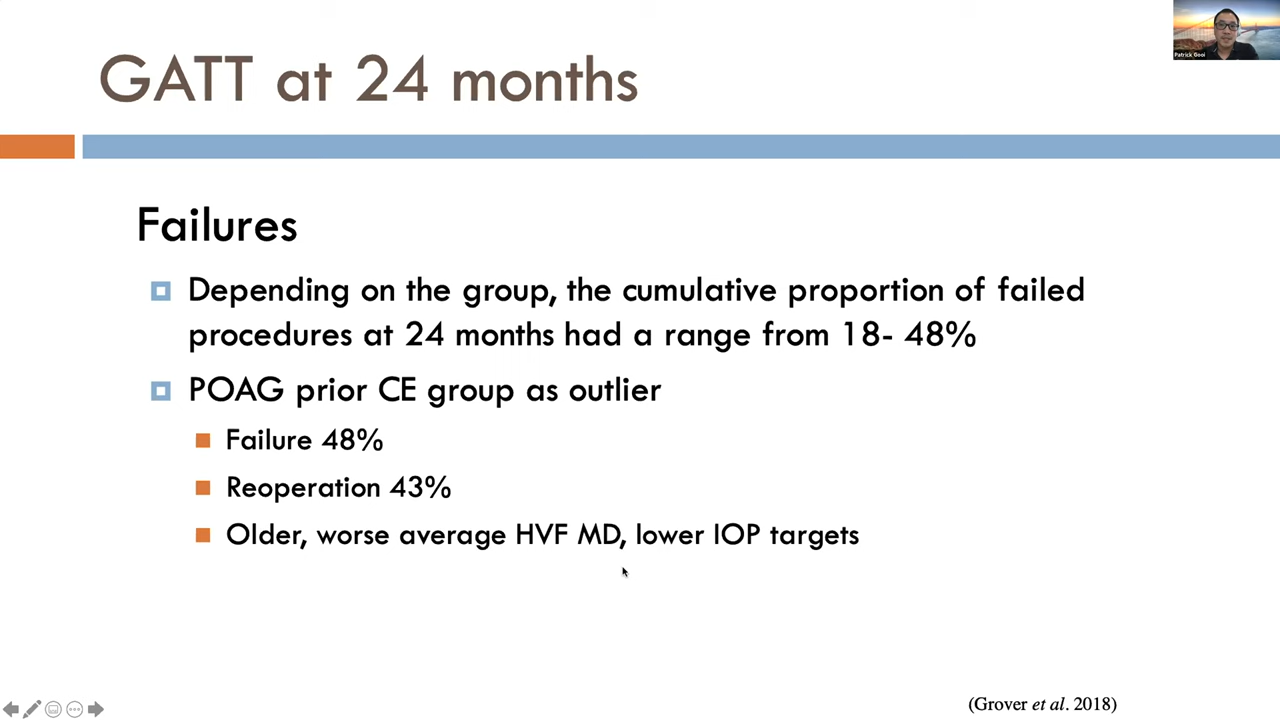 GATT at 24 months
Patrick Gooi
Failures
Depending on the group, the cumulative proportion of failed
procedures at 24 months had a range from 18- 48%
POAG prior CE group as outlier
Failure 48%
Reoperation 43%
Older, worse average HVF MD, lower IOP targets
(Grover et al. 2018)